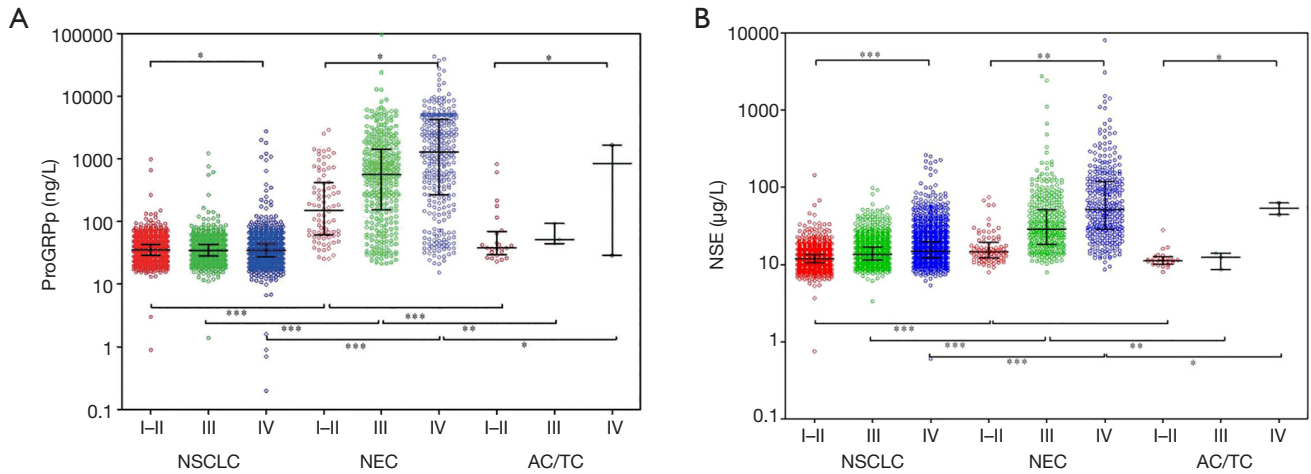 A
B
ProGRPp (ng/L)
100000
10000
1000
100
10
1
0.1
*
*
*
***
***
***
**
***
*
I–II
III
IV
I–II
III
IV
I–II
III
IV
NSCLC
NEC
AC/TC
NSE (µg/L)
10000
1000
100
10
1
0.1
***
**
*
***
***
**
***
*
I–II
III
IV
I–II
III
IV
I–II
III
IV
NSCLC
NEC
AC/TC